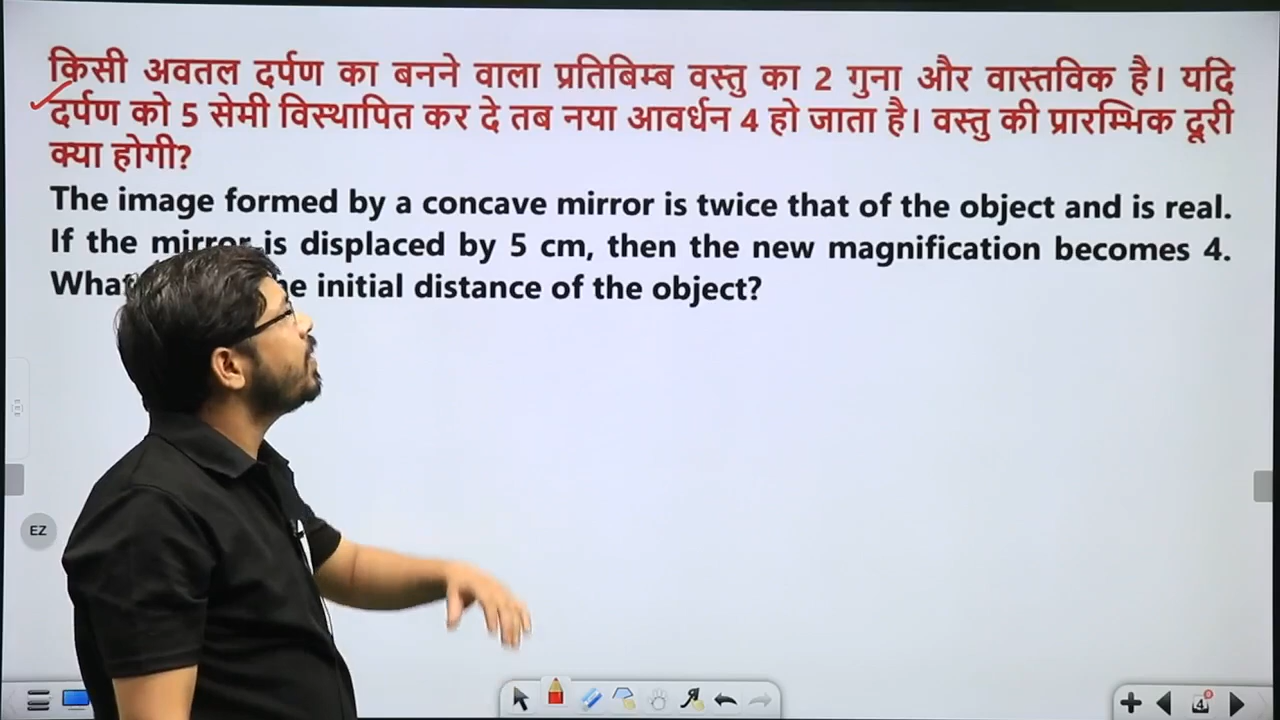 किसी अवतल दर्पण का बनने वाला प्रतिबिम्ब वस्तु का 2 गुना और वास्तविक है। यदि
दर्पण को 5 सेमी विस्थापित कर दे तब नया आवर्धन 4 हो जाता है। वस्तु की प्रारम्भिक दूरी
क्या होगी?
The image formed by a concave mirror is twice that of the object and is real.
If the mirror is displaced by 5 cm, then the new magnification becomes 4.
What initial distance of the object?
EZ
4